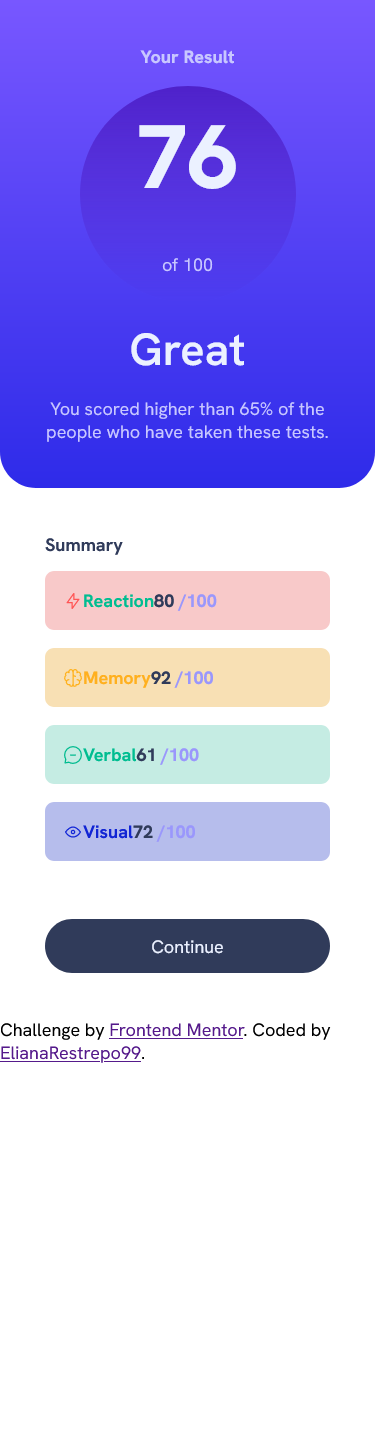 Your Result
76
of 100
Great
You scored higher than 65% of the
people who have taken these tests.
Summary
Reaction80 /100
Memory92 /100
Verbal61 /100
Visual72 /100
Continue
Challenge by Frontend Mentor. Coded by
ElianaRestrepo99.